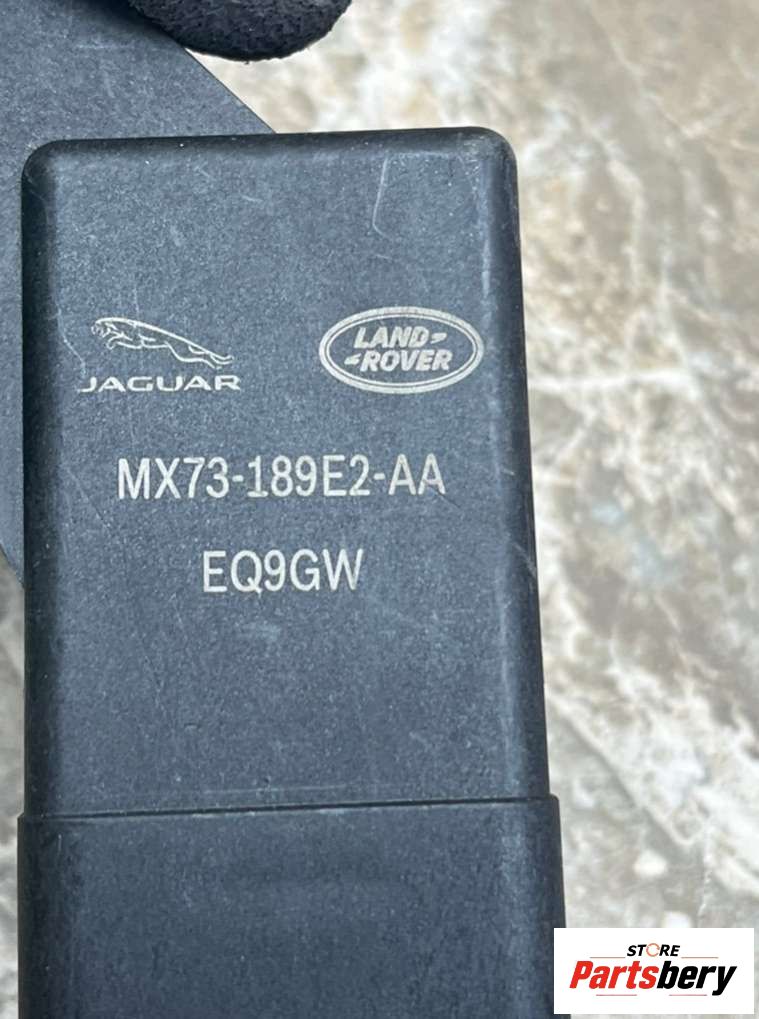 JAGUAR
LAND-
-ROVER
MX73-189E2-AA
EQ9GW
STORE
Partsbery